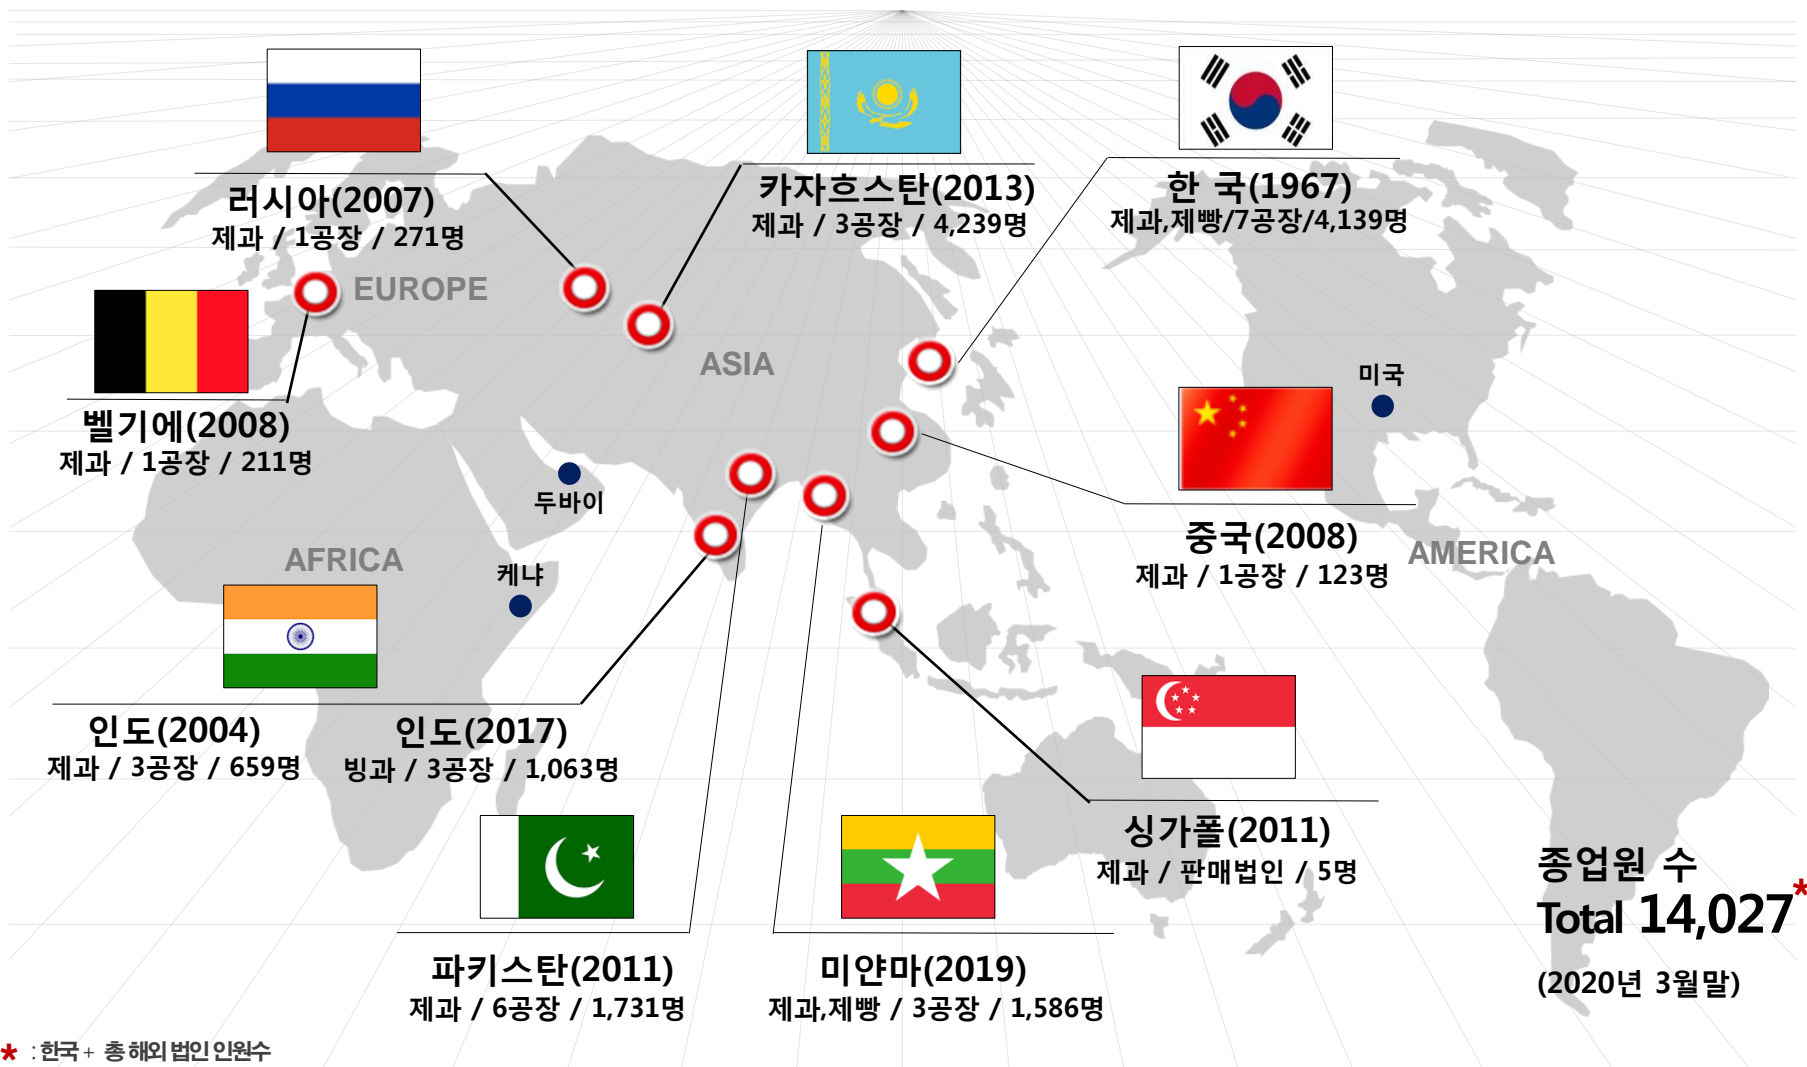 러시아(2007)
제과 / 1공장 / 271명
카자흐스탄(2013)
제과 / 3공장 / 4,239명
한 국(1967)
제과,제빵/7공장/4,139명
EUROPE
ASIA
벨기에(2008)
제과 / 1공장 / 211명
미국
두바이
중국(2008)
제과 / 1공장 / 123명
AMERICA
AFRICA
케냐
인도(2004)
제과 / 3공장 / 659명
인도(2017)
빙과 / 3공장 / 1,063명
싱가폴(2011)
제과 / 판매법인 / 5명
파키스탄(2011)
제과 / 6공장 / 1,731명
미얀마(2019)
제과,제빵 / 3공장 / 1,586명
종업원 수
Total 14,027*
(2020년 3월말)
* : 한국 + 총 해외 법인 인원수